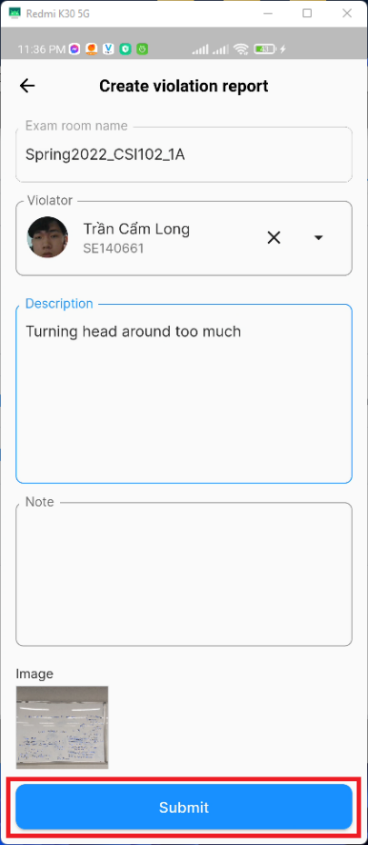 Redmi K30 5G
11:36 PM
Create violation report
Exam room name
Spring2022_CSI102_1A
Violator
Trần Cẩm Long
SE140661
Description
Turning head around too much
Note
Image
Submit